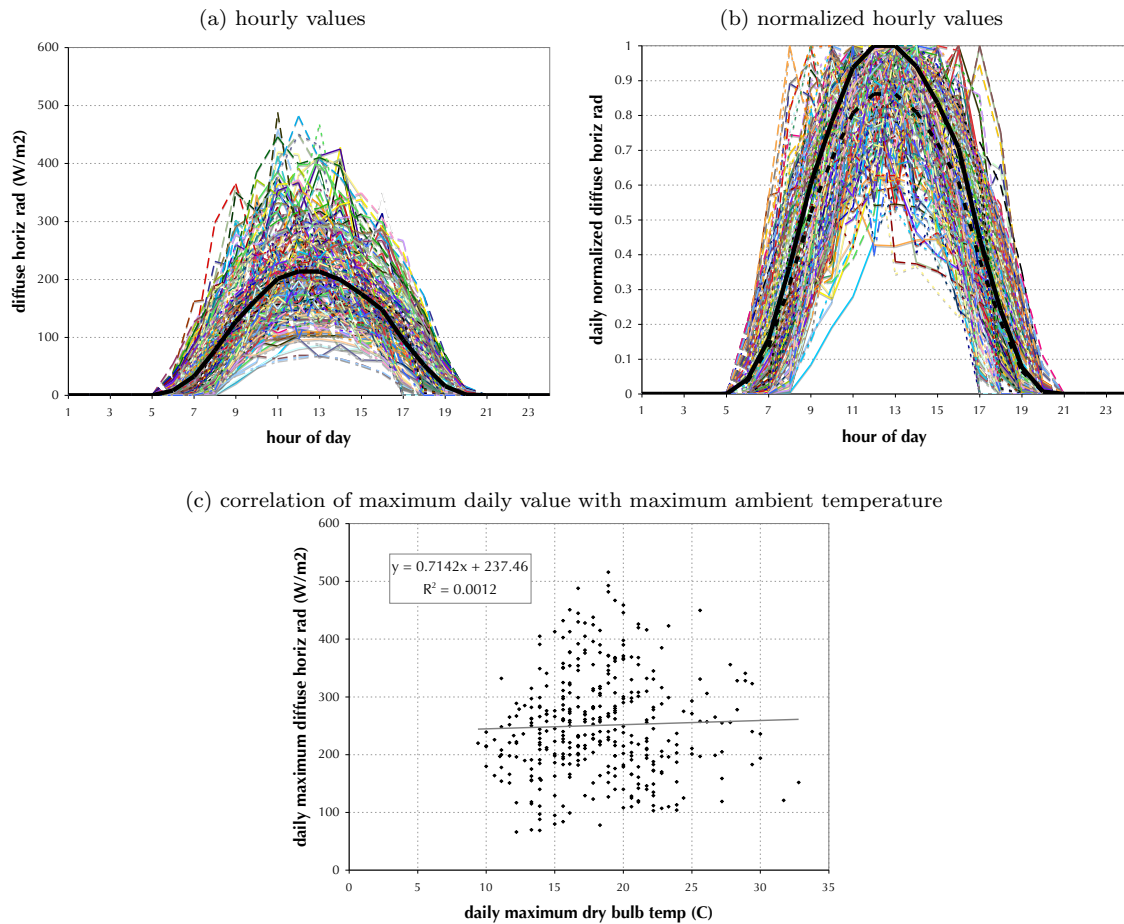 (a) hourly values
600
500
400
300
200
100
0
diffuse horiz rad (W/m2)
1 3 5 7 9 11 13 15 17 19 21 23
hour of day
(b) normalized hourly values
1
0.9
0.8
0.7
0.6
0.5
0.4
0.3
0.2
0.1
0
daily normalized diffuse horiz rad
1 3 5 7 9 11 13 15 17 19 21 23
hour of day
(c) correlation of maximum daily value with maximum ambient temperature
600
500
400
300
200
100
0
daily maximum diffuse horiz rad (W/m2)
y = 0.7142x + 237.46
R² = 0.0012
0 5 10 15 20 25 30 35
daily maximum dry bulb temp (C)